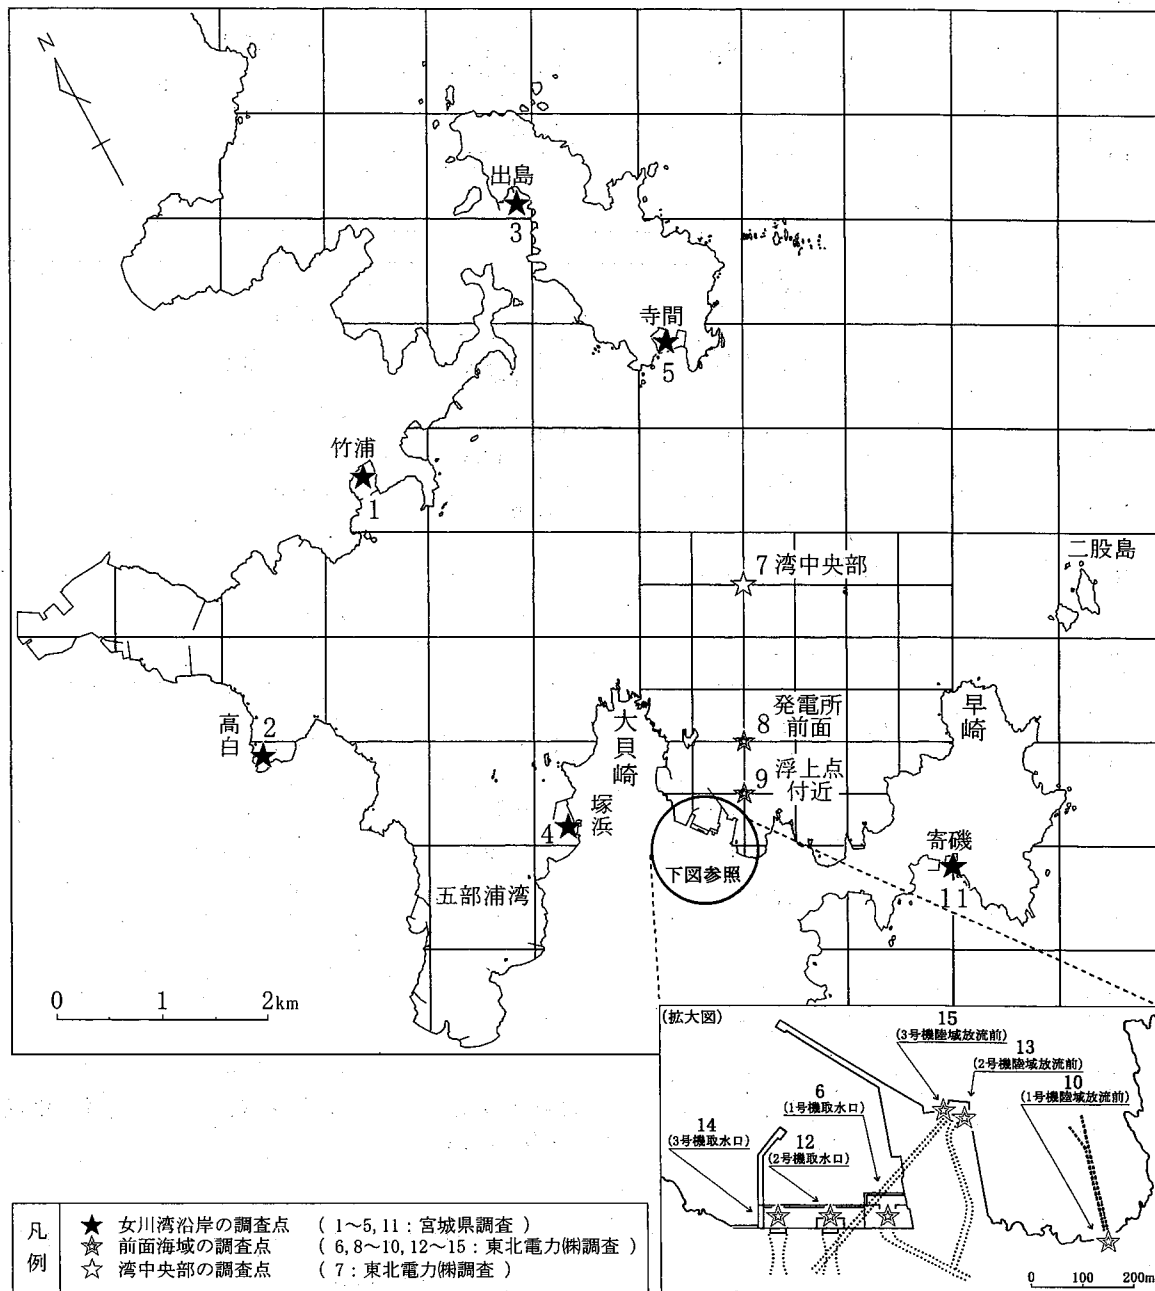 N
出島
3
寺間
5
竹浦
1
7 湾中央部
二股島
高白
2
大貝崎
8
発電所
前面
早崎
9
浮上点
付近
塚浜
4
下図参照
寄磯
11
五部浦湾
0 1 2km
(拡大図)
15
(3号機陸域放流前)
13
(2号機陸域放流前)
10
(1号機陸域放流前)
6
(1号機取水口)
14
(3号機取水口)
12
(2号機取水口)
0 100 200m
凡例
★ 女川湾沿岸の調査点 ( 1~5, 11 : 宮城県調査 )
前面海域の調査点 ( 6, 8~10, 12~15 : 東北電力㈱調査 )
☆ 湾中央部の調査点 ( 7 : 東北電力㈱調査 )